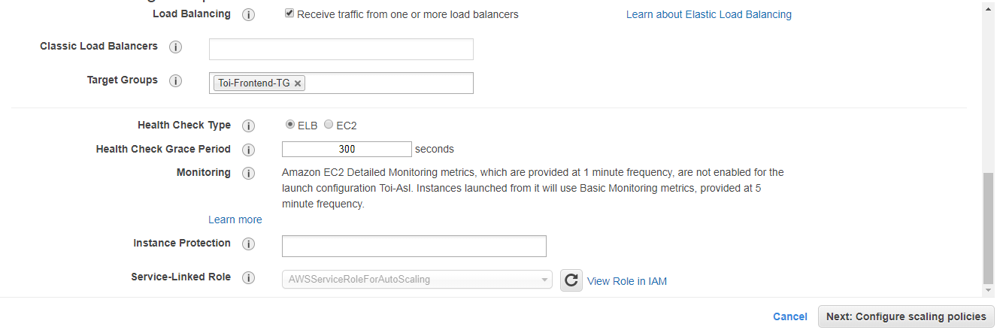 Load Balancing i Receive traffic from one or more load balancers Learn about Elastic Load Balancing
Classic Load Balancers i
Target Groups i Toi-Frontend-TG ×
Health Check Type i ELB EC2
Health Check Grace Period i 300 seconds
Monitoring i Amazon EC2 Detailed Monitoring metrics, which are provided at 1 minute frequency, are not enabled for the
launch configuration Toi-Asl. Instances launched from it will use Basic Monitoring metrics, provided at 5
minute frequency.
Learn more
Instance Protection i
Service-Linked Role i AWSServiceRoleForAutoScaling View Role in IAM
Cancel Next: Configure scaling policies